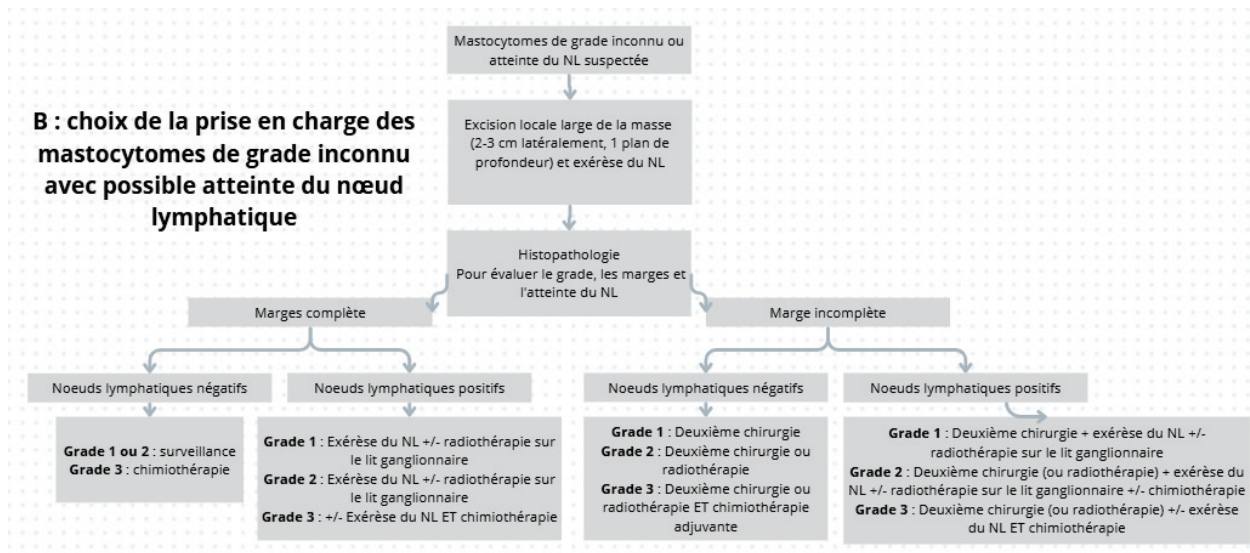 Mastocytomes de grade inconnu ou
atteinte du NL suspectée
B : choix de la prise en charge des
mastocytomes de grade inconnu
avec possible atteinte du nœud
lymphatique
Excision locale large de la masse
(2-3 cm latéralement, 1 plan de
profondeur) et exérèse du NL
Histopathologie
Pour évaluer le grade, les marges et
l'atteinte du NL
Marges complète
Marge incomplète
Noeuds lymphatiques négatifs
Noeuds lymphatiques positifs
Noeuds lymphatiques négatifs
Noeuds lymphatiques positifs
Grade 1 ou 2 : surveillance
Grade 3 : chimiothérapie
Grade 1 : Exérèse du NL +/- radiothérapie sur
le lit ganglionnaire
Grade 2 : Exérèse du NL +/- radiothérapie sur
le lit ganglionnaire
Grade 3 : +/- Exérèse du NL ET chimiothérapie
Grade 1 : Deuxième chirurgie
Grade 2 : Deuxième chirurgie ou
radiothérapie
Grade 3 : Deuxième chirurgie ou
radiothérapie ET chimiothérapie
adjuvante
Grade 1 : Deuxième chirurgie + exérèse du NL +/-
radiothérapie sur le lit ganglionnaire
Grade 2 : Deuxième chirurgie (ou radiothérapie) + exérèse du
NL +/- radiothérapie sur le lit ganglionnaire +/- chimiothérapie
Grade 3 : Deuxième chirurgie (ou radiothérapie) +/- exérèse
du NL ET chimiothérapie